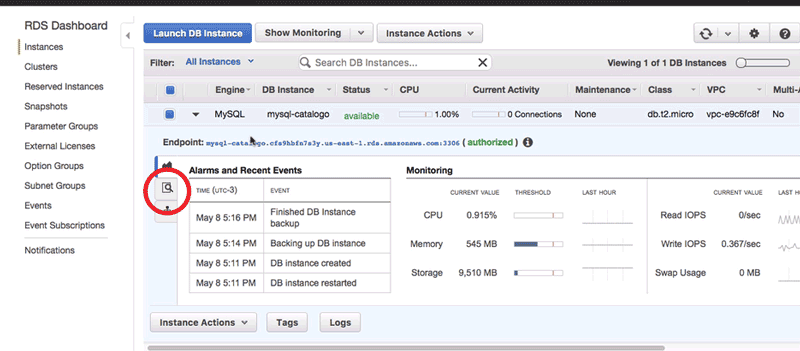 RDS Dashboard
Instances
Clusters
Reserved Instances
Snapshots
Parameter Groups
External Licenses
Option Groups
Subnet Groups
Events
Event Subscriptions
Notifications
Launch DB Instance Show Monitoring Instance Actions
Filter: All Instances Search DB Instances... Viewing 1 of 1 DB Instances
Engine DB Instance Status CPU Current Activity Maintenance Class VPC Multi-A
MySQL mysql-catalogo available 1.00% 0 Connections None db.t2.micro vpc-e9c6fc8f No
Endpoint: .us-east-1.rds.amazonaws.com:3306 ( authorized )
Alarms and Recent Events
TIME (UTC-3) EVENT
May 8 5:16 PM Finished DB Instance
backup
May 8 5:14 PM Backing up DB instance
May 8 5:11 PM DB instance created
May 8 5:11 PM DB instance restarted
Monitoring
CURRENT VALUE THRESHOLD LAST HOUR CURRENT VALUE LAST HOU
CPU 0.915% Read IOPS 0/sec
Memory 545 MB Write IOPS 0.367/sec
Storage 9,510 MB Swap Usage 0 MB
Instance Actions Tags Logs